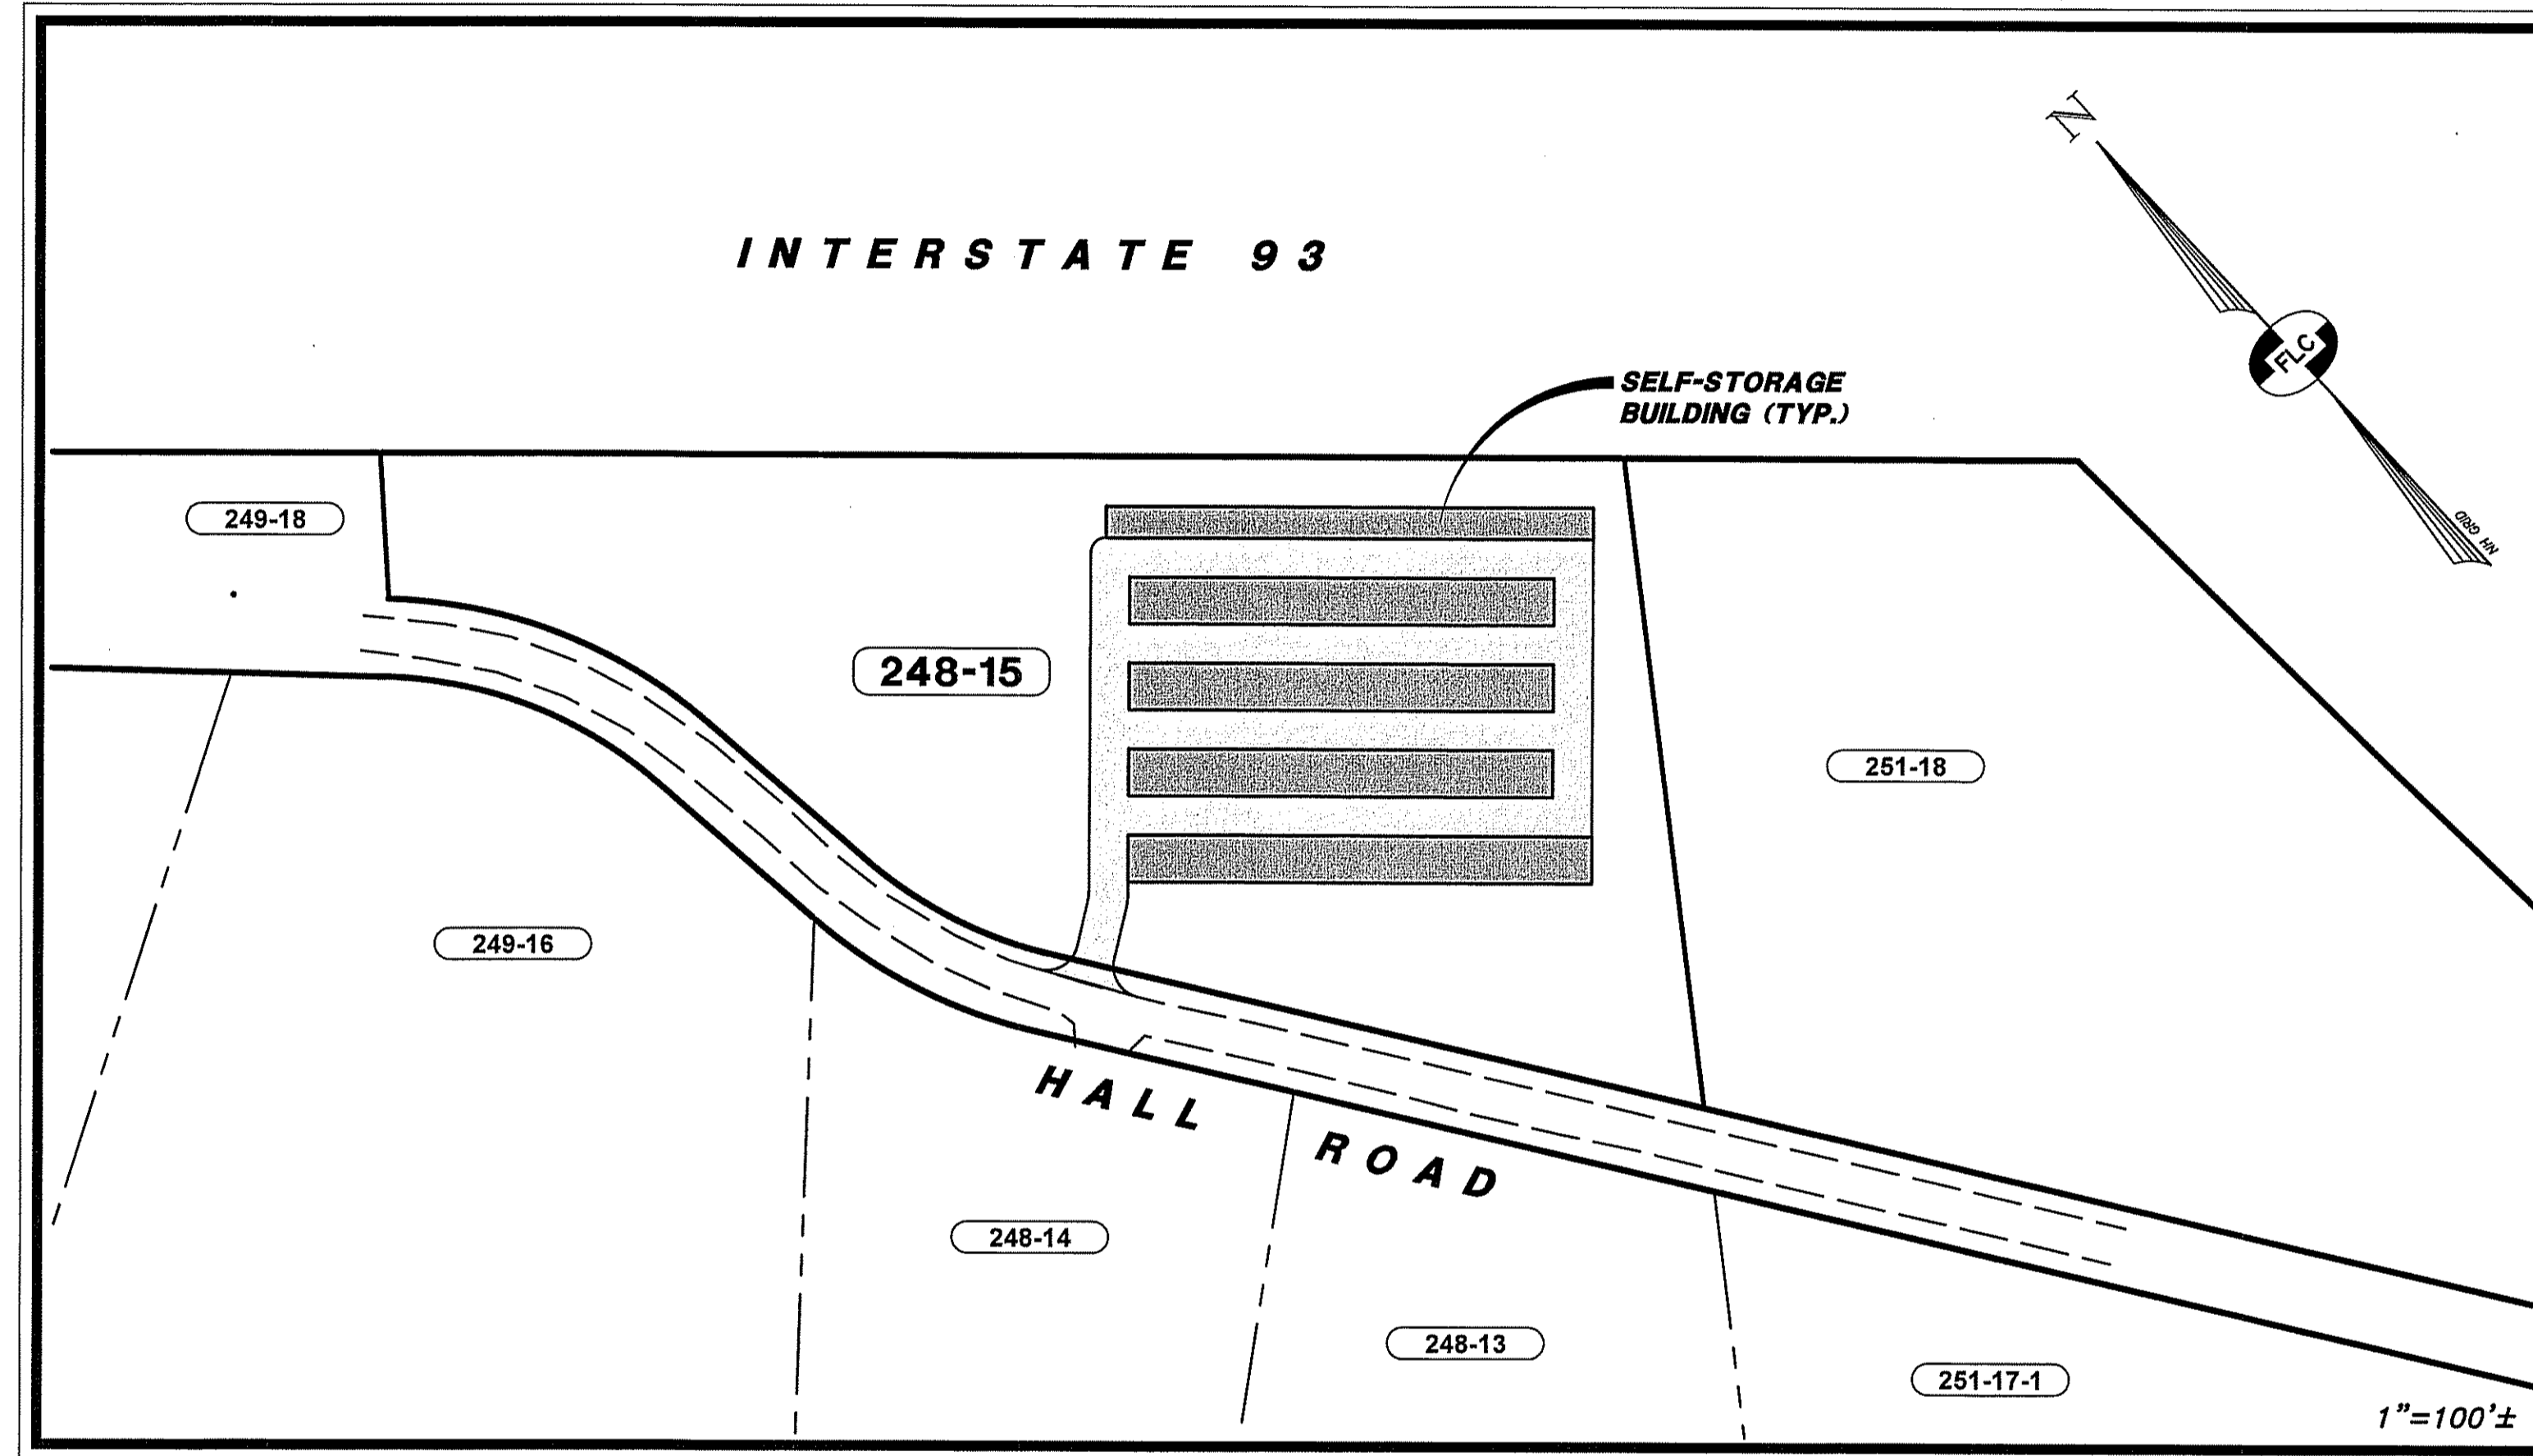 N
INTERSTATE 93
FLC
SELF-STORAGE
BUILDING (TYP.)
249-18
NH GRID
248-15
251-18
249-16
HALL ROAD
248-14
248-13
251-17-1
1"=100'±